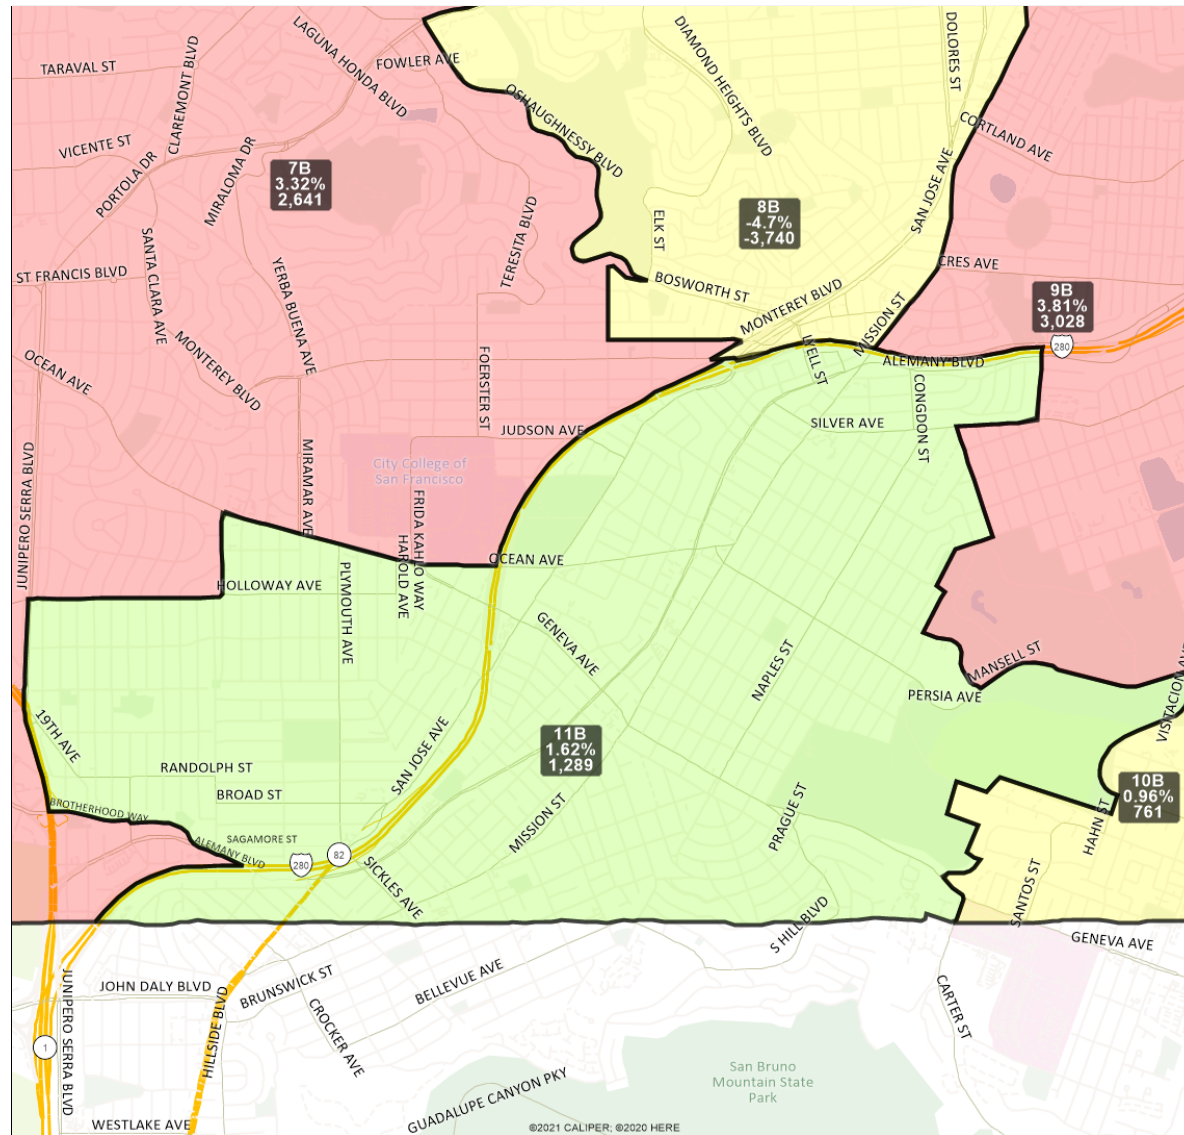 LAGUNA HONDA BLVD
DIAMOND HEIGHTS BLVD
DOLORES ST
TARAVAL ST
CLAREMONT BLVD
FOWLER AVE
OSHAUGHNESSY BLVD
CORTLAND AVE
VICENTE ST
PORTOLA DR
MIRALOMA DR
7B
3.32%
2,641
8B
-4.7%
-3,740
SAN JOSE AVE
ELK ST
TERESITA BLVD
SANTA CLARA AVE
ST FRANCIS BLVD
YERBA BUENA AVE
CRES AVE
BOSWORTH ST
9B
3.81%
3,028
MONTEREY BLVD
MISSION ST
280
OCEAN AVE
MONTEREY BLVD
FOERSTER ST
LYELL ST
ALEMANY BLVD
CONGDON ST
SILVER AVE
JUDSON AVE
JUNIPERO SERRA BLVD
MIRAMAR AVE
City College of
San Francisco
FRIDA KAHLO WAY
HAROLD AVE
OCEAN AVE
HOLLOWAY AVE
PLYMOUTH AVE
GENEVA AVE
NAPLES ST
MANSELL ST
PERSIA AVE
VISITACION AVE
19TH AVE
SAN JOSE AVE
11B
1.62%
1,289
RANDOLPH ST
BROAD ST
10B
0.96%
761
BROTHERHOOD WAY
SAGAMORE ST
ALEMANY BLVD
280
82
MISSION ST
PRAGUE ST
HAHN ST
SICKLES AVE
SANTOS ST
S HILL BLVD
GENEVA AVE
JOHN DALY BLVD
JUNIPERO SERRA BLVD
HILLSIDE BLVD
BRUNSWICK ST
BELLEVUE AVE
CROCKER AVE
CARTER ST
1
San Bruno
Mountain State
Park
GUADALUPE CANYON PKY
WESTLAKE AVE
©2021 CALIPER; ©2020 HERE